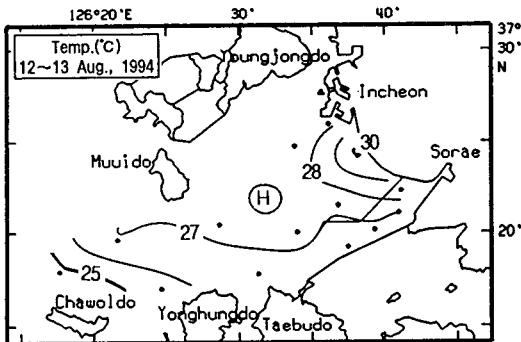 126°20′ 30′ 40′ 37°
30′
N
Temp.(°C)
12~13 Aug., 1994
Youngjongdo
Incheon
30
Sorae
Muuido
28
H
27
20′
25
Chawoldo
Yonghungdo
Taebudo